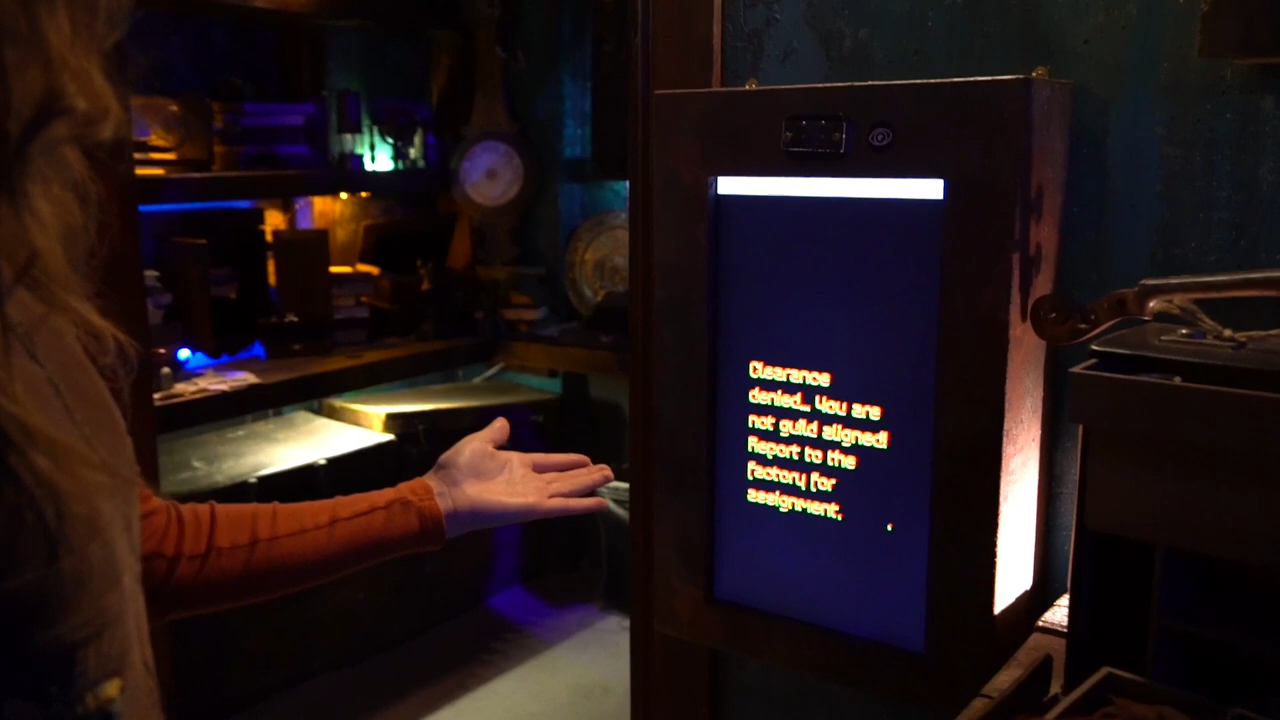 Clearance
denied... You are
not guild aligned!
Report to the
factory for
assignment.